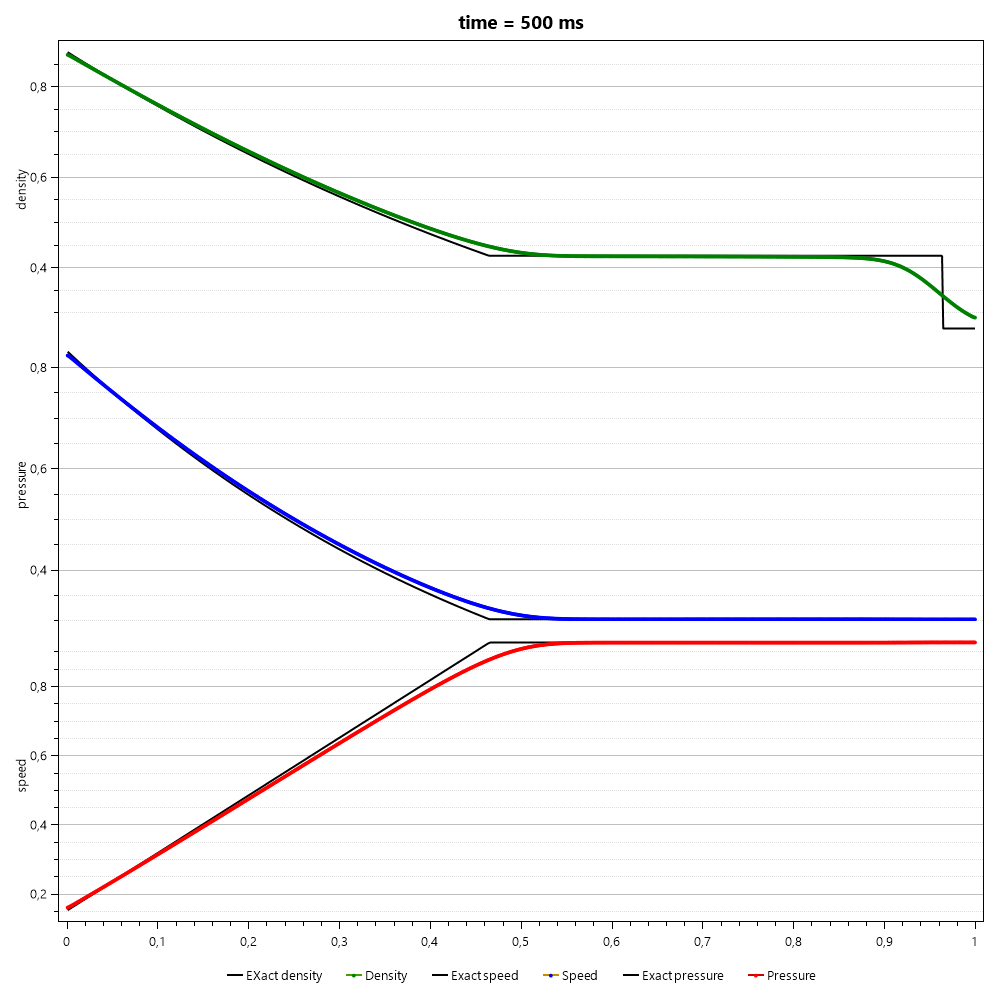 time = 500 ms
0,8
0,6
0,4
density
0,8
0,6
0,4
pressure
0,8
0,6
0,4
0,2
speed
0 0,1 0,2 0,3 0,4 0,5 0,6 0,7 0,8 0,9 1
EXact density Density Exact speed Speed Exact pressure Pressure